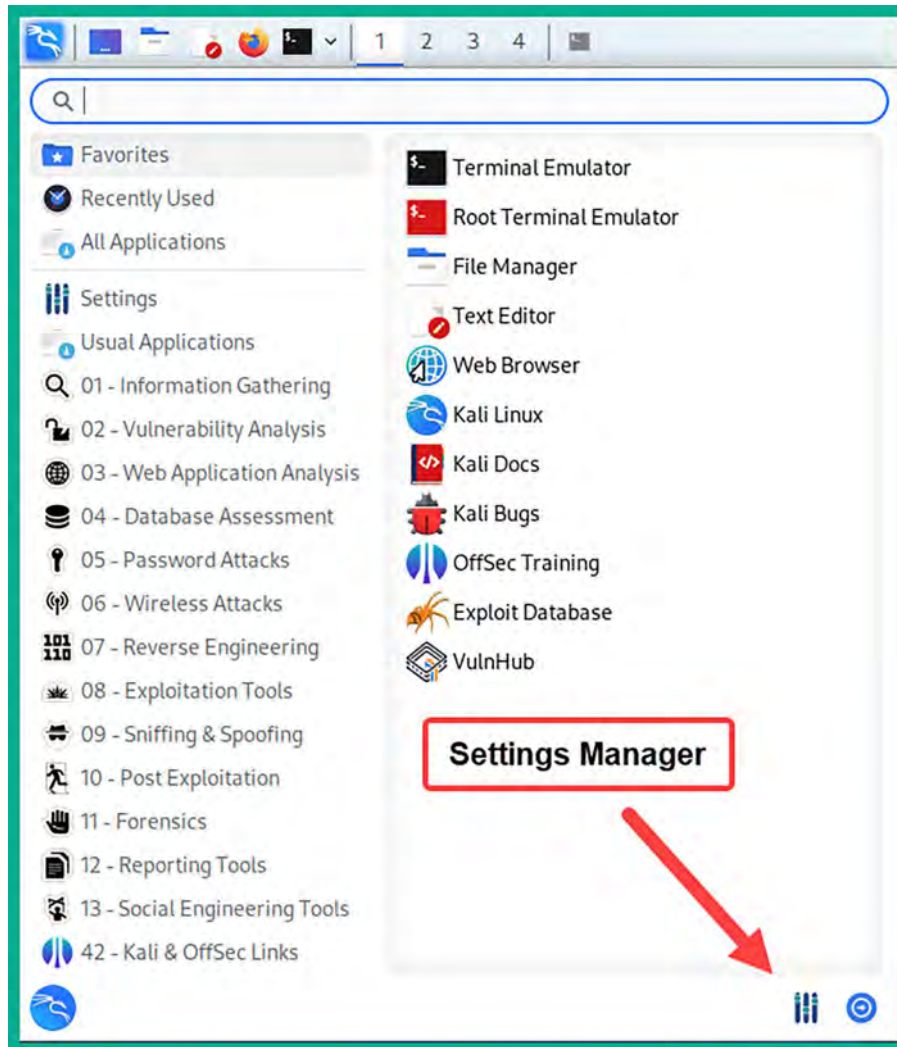 1 2 3 4
Favorites
Recently Used
All Applications
Settings
Usual Applications
01 - Information Gathering
02 - Vulnerability Analysis
03 - Web Application Analysis
04 - Database Assessment
05 - Password Attacks
06 - Wireless Attacks
101
110
07 - Reverse Engineering
08 - Exploitation Tools
09 - Sniffing & Spoofing
10 - Post Exploitation
11 - Forensics
12 - Reporting Tools
13 - Social Engineering Tools
42 - Kali & OffSec Links
$_ Terminal Emulator
$_ Root Terminal Emulator
File Manager
Text Editor
Web Browser
Kali Linux
</> Kali Docs
Kali Bugs
OffSec Training
Exploit Database
VulnHub
Settings Manager